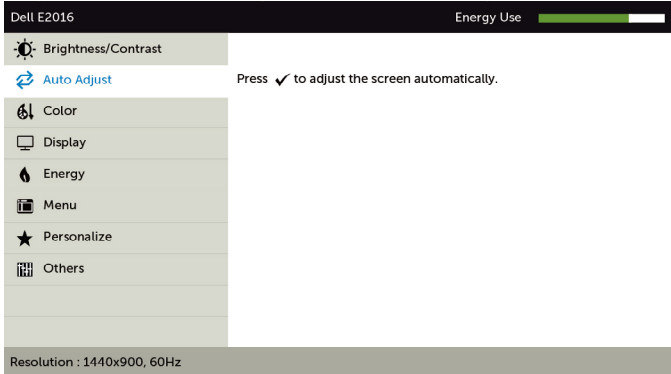 Dell E2016 Energy Use
Brightness/Contrast
Auto Adjust
Press ✓ to adjust the screen automatically.
Color
Display
Energy
Menu
Personalize
Others
Resolution : 1440x900, 60Hz